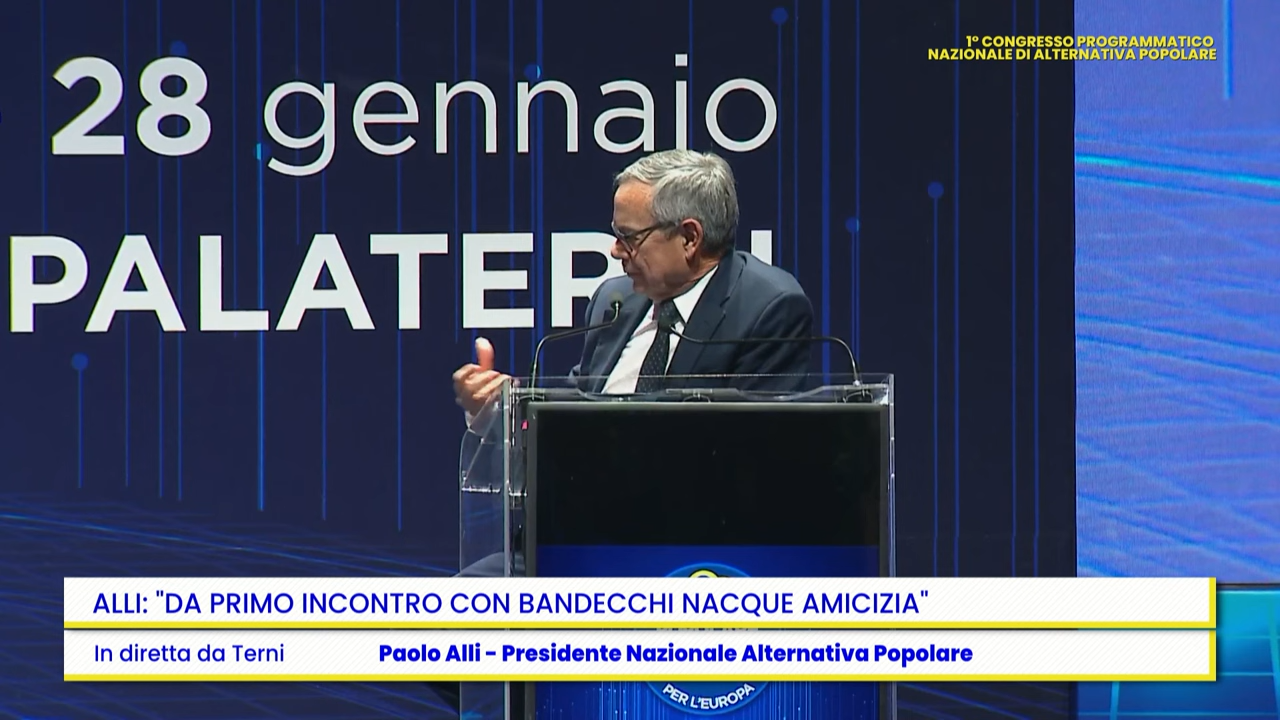 1° CONGRESSO PROGRAMMATICO
NAZIONALE DI ALTERNATIVA POPOLARE
28 gennaio
PALATER
ALLI: "DA PRIMO INCONTRO CON BANDECCHI NACQUE AMICIZIA"
In diretta da Terni
Paolo Alli - Presidente Nazionale Alternativa Popolare
PER L'EUROPA